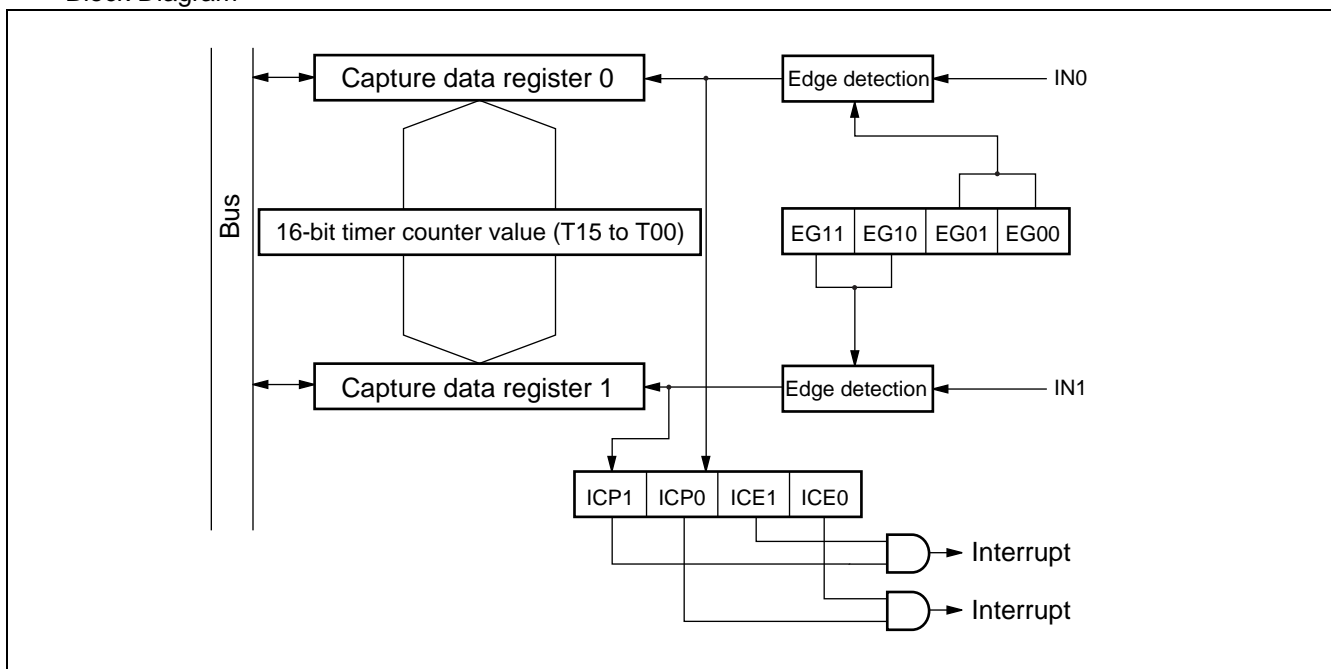 Block Diagram
Capture data register 0
Edge detection
IN0
Bus
16-bit timer counter value (T15 to T00)
EG11 EG10 EG01 EG00
Capture data register 1
Edge detection
IN1
ICP1 ICP0 ICE1 ICE0
Interrupt
Interrupt